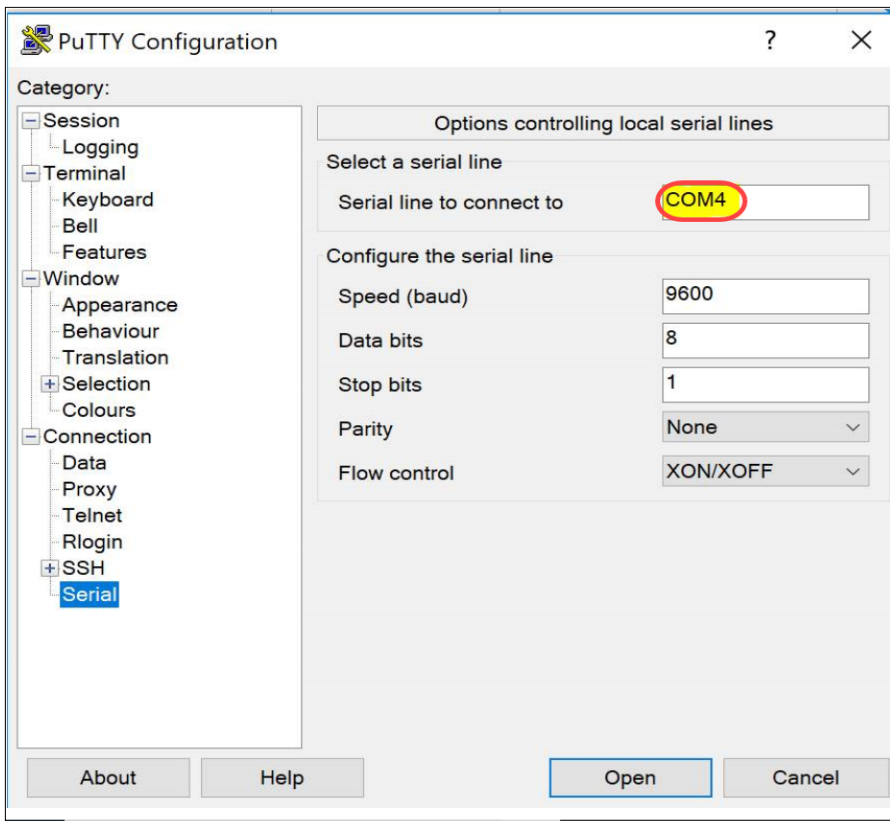 PuTTY Configuration
?
Category:
Session
Logging
Terminal
Keyboard
Bell
Features
Window
Appearance
Behaviour
Translation
Selection
Colours
Connection
Data
Proxy
Telnet
Rlogin
SSH
Serial
Options controlling local serial lines
Select a serial line
Serial line to connect to COM4
Configure the serial line
Speed (baud) 9600
Data bits 8
Stop bits 1
Parity None
Flow control XON/XOFF
About Help Open Cancel